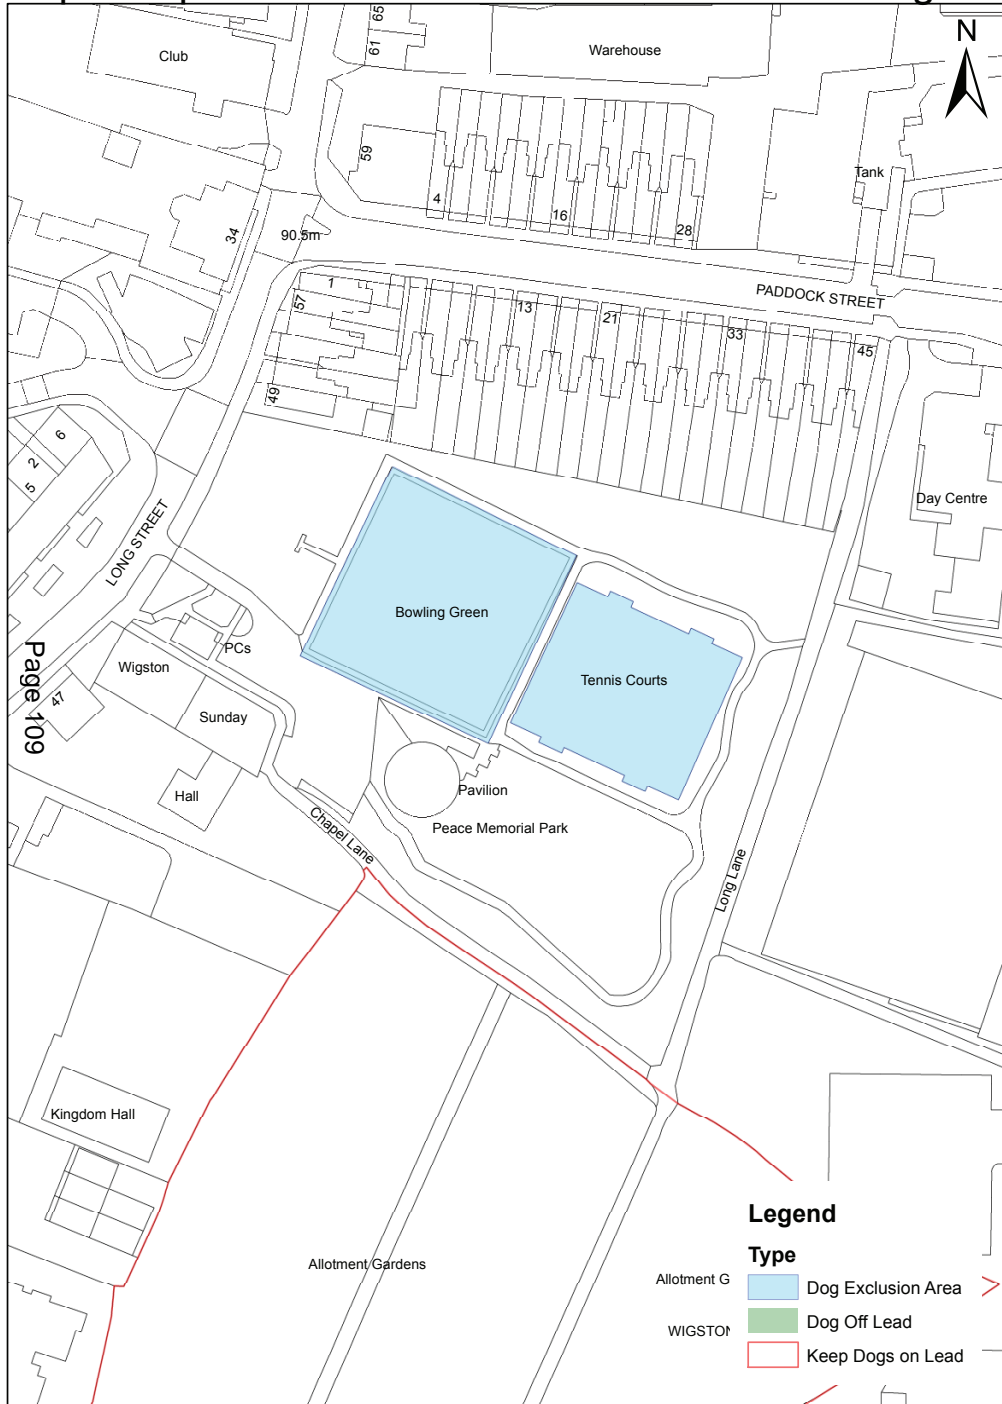 N
Club
65
61
Warehouse
59
4
16
28
Tank
34
90.5m
PADDOCK STREET
1
57
13
21
33
45
49
6
2
5
LONG STREET
Day Centre
Bowling Green
Tennis Courts
PCs
Wigston
47
Sunday
Hall
Page 109
Pavilion
Peace Memorial Park
Chapel Lane
Long Lane
Kingdom Hall
Allotment Gardens
Allotment G
WIGSTON
Legend
Type
Dog Exclusion Area
Dog Off Lead
Keep Dogs on Lead